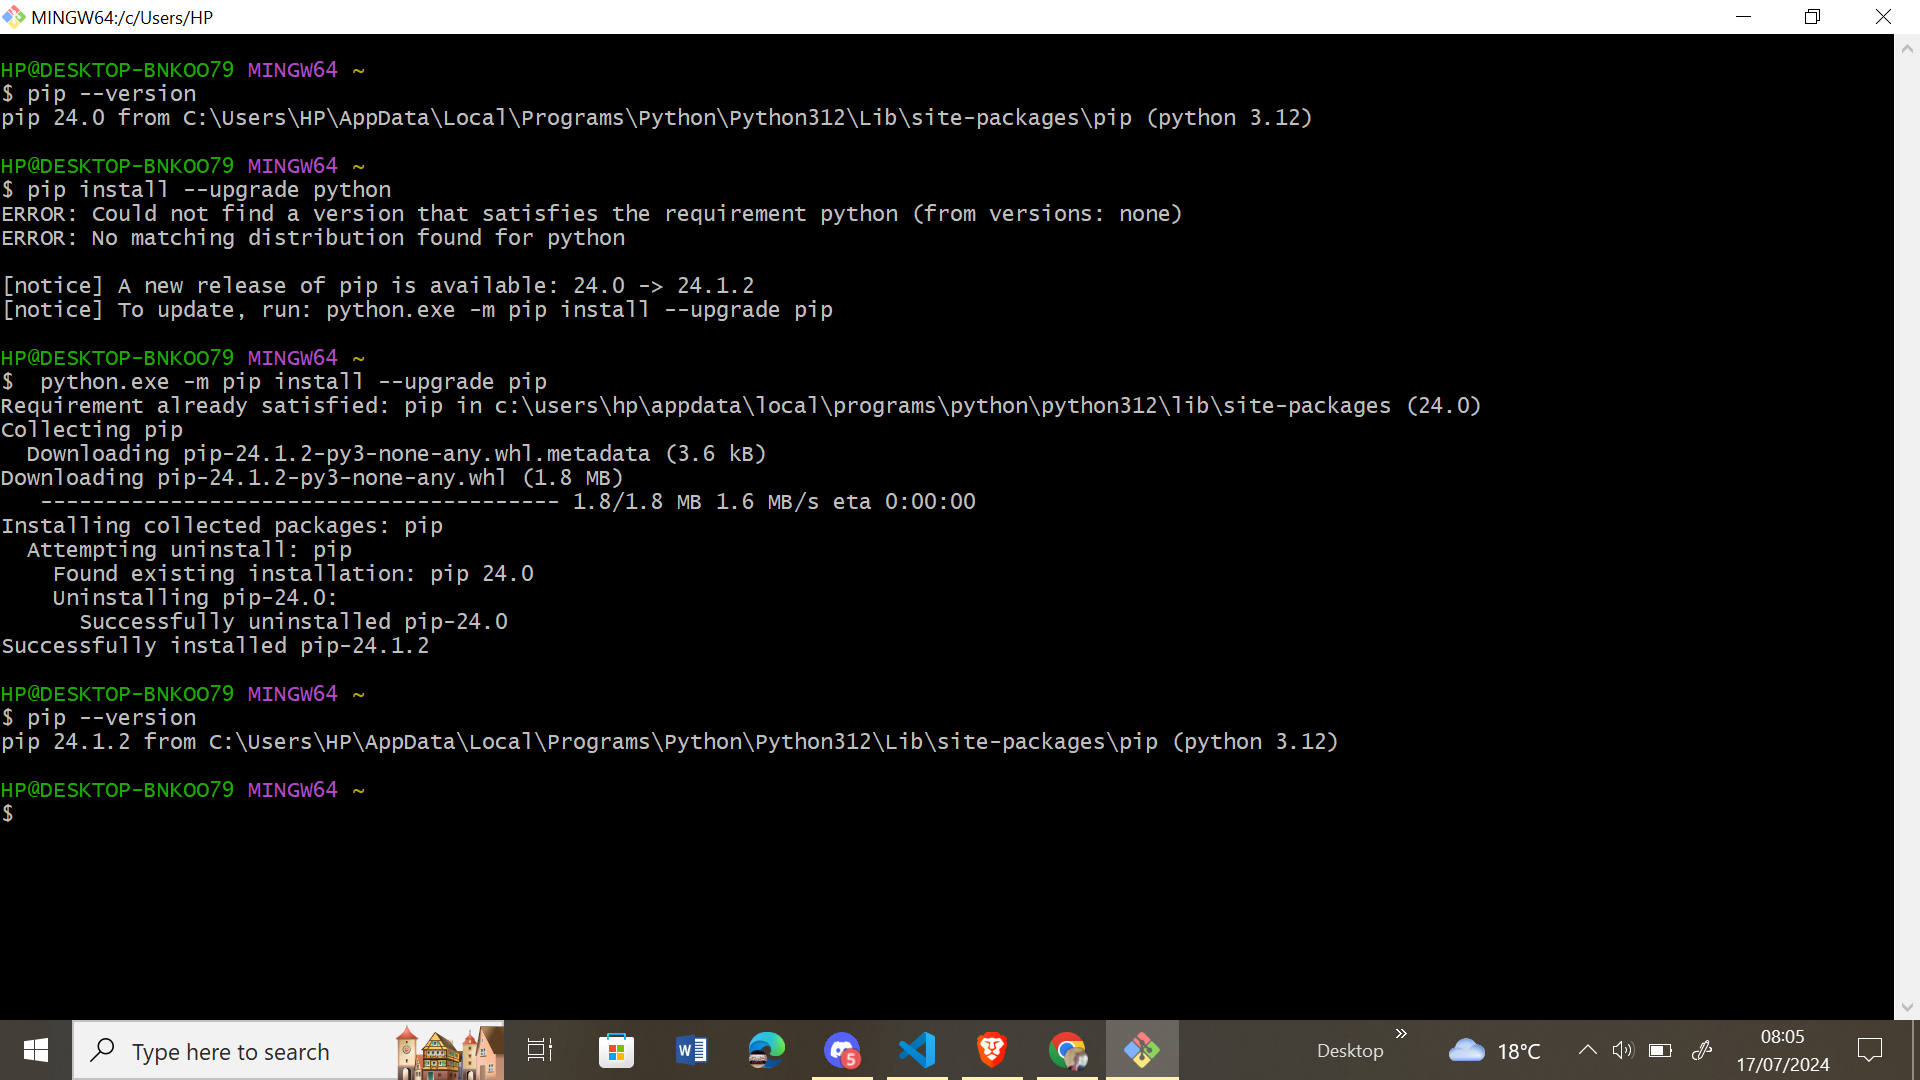 MINGW64:/c/Users/HP
HP@DESKTOP-BNKOO79 MINGW64 ~
$ pip --version
pip 24.0 from C:\Users\HP\AppData\Local\Programs\Python\Python312\Lib\site-packages\pip (python 3.12)
HP@DESKTOP-BNKOO79 MINGW64 ~
$ pip install --upgrade python
ERROR: Could not find a version that satisfies the requirement python (from versions: none)
ERROR: No matching distribution found for python
[notice] A new release of pip is available: 24.0 -> 24.1.2
[notice] To update, run: python.exe -m pip install --upgrade pip
HP@DESKTOP-BNKOO79 MINGW64 ~
$  python.exe -m pip install --upgrade pip
Requirement already satisfied: pip in c:\users\hp\appdata\local\programs\python\python312\lib\site-packages (24.0)
Collecting pip
  Downloading pip-24.1.2-py3-none-any.whl.metadata (3.6 kB)
Downloading pip-24.1.2-py3-none-any.whl (1.8 MB)
   ---------------------------------------- 1.8/1.8 MB 1.6 MB/s eta 0:00:00
Installing collected packages: pip
  Attempting uninstall: pip
    Found existing installation: pip 24.0
    Uninstalling pip-24.0:
      Successfully uninstalled pip-24.0
Successfully installed pip-24.1.2
HP@DESKTOP-BNKOO79 MINGW64 ~
$ pip --version
pip 24.1.2 from C:\Users\HP\AppData\Local\Programs\Python\Python312\Lib\site-packages\pip (python 3.12)
HP@DESKTOP-BNKOO79 MINGW64 ~
$
Type here to search
W
5
Desktop
18°C
08:05
17/07/2024